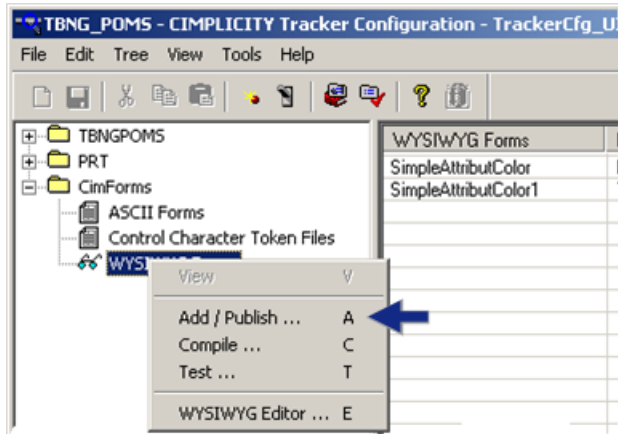 TBNG_POMS - CIMPLICITY Tracker Configuration - TrackerCfg_U
File Edit Tree View Tools Help
TBNGPOMS
PRT
CimForms
ASCII Forms
Control Character Token Files
WYSIWYG
WYSIWYG Forms
SimpleAttributColor
SimpleAttributColor1
View V
Add / Publish ... A
Compile ... C
Test ... T
WYSIWYG Editor ... E